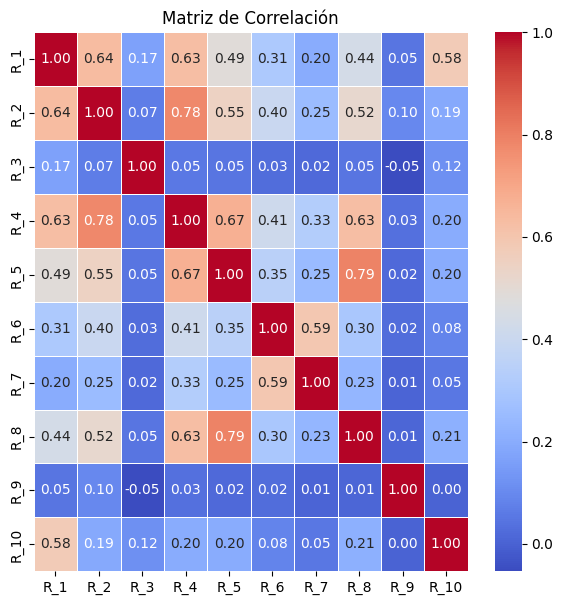 Matriz de Correlación
R_1 1.00 0.64 0.17 0.63 0.49 0.31 0.20 0.44 0.05 0.58
R_2 0.64 1.00 0.07 0.78 0.55 0.40 0.25 0.52 0.10 0.19
R_3 0.17 0.07 1.00 0.05 0.05 0.03 0.02 0.05 -0.05 0.12
R_4 0.63 0.78 0.05 1.00 0.67 0.41 0.33 0.63 0.03 0.20
R_5 0.49 0.55 0.05 0.67 1.00 0.35 0.25 0.79 0.02 0.20
R_6 0.31 0.40 0.03 0.41 0.35 1.00 0.59 0.30 0.02 0.08
R_7 0.20 0.25 0.02 0.33 0.25 0.59 1.00 0.23 0.01 0.05
R_8 0.44 0.52 0.05 0.63 0.79 0.30 0.23 1.00 0.01 0.21
R_9 0.05 0.10 -0.05 0.03 0.02 0.02 0.01 0.01 1.00 0.00
R_10 0.58 0.19 0.12 0.20 0.20 0.08 0.05 0.21 0.00 1.00
R_1 R_2 R_3 R_4 R_5 R_6 R_7 R_8 R_9 R_10
1.0
0.8
0.6
0.4
0.2
0.0